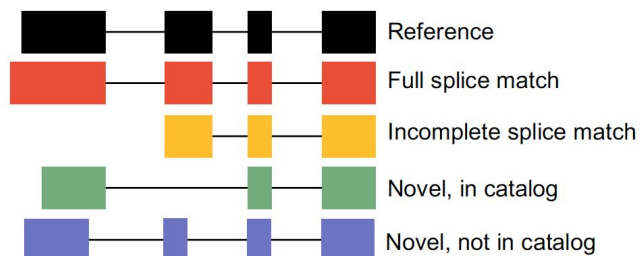 Reference
Full splice match
Incomplete splice match
Novel, in catalog
Novel, not in catalog